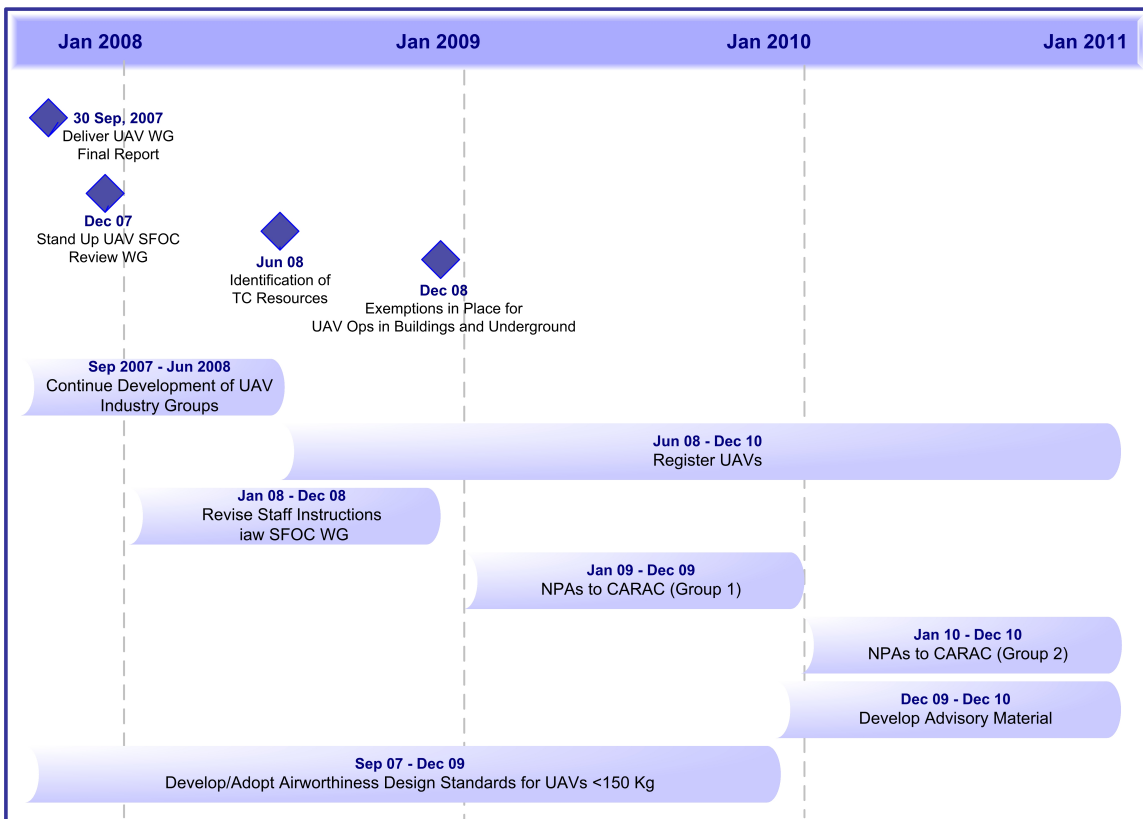 Jan 2008
Jan 2009
Jan 2010
Jan 2011
30 Sep, 2007
Deliver UAV WG
Final Report
Dec 07
Stand Up UAV SFOC
Review WG
Jun 08
Identification of
TC Resources
Dec 08
Exemptions in Place for
UAV Ops in Buildings and Underground
Sep 2007 - Jun 2008
Continue Development of UAV
Industry Groups
Jun 08 - Dec 10
Register UAVs
Jan 08 - Dec 08
Revise Staff Instructions
iaw SFOC WG
Jan 09 - Dec 09
NPAs to CARAC (Group 1)
Jan 10 - Dec 10
NPAs to CARAC (Group 2)
Dec 09 - Dec 10
Develop Advisory Material
Sep 07 - Dec 09
Develop/Adopt Airworthiness Design Standards for UAVs <150 Kg